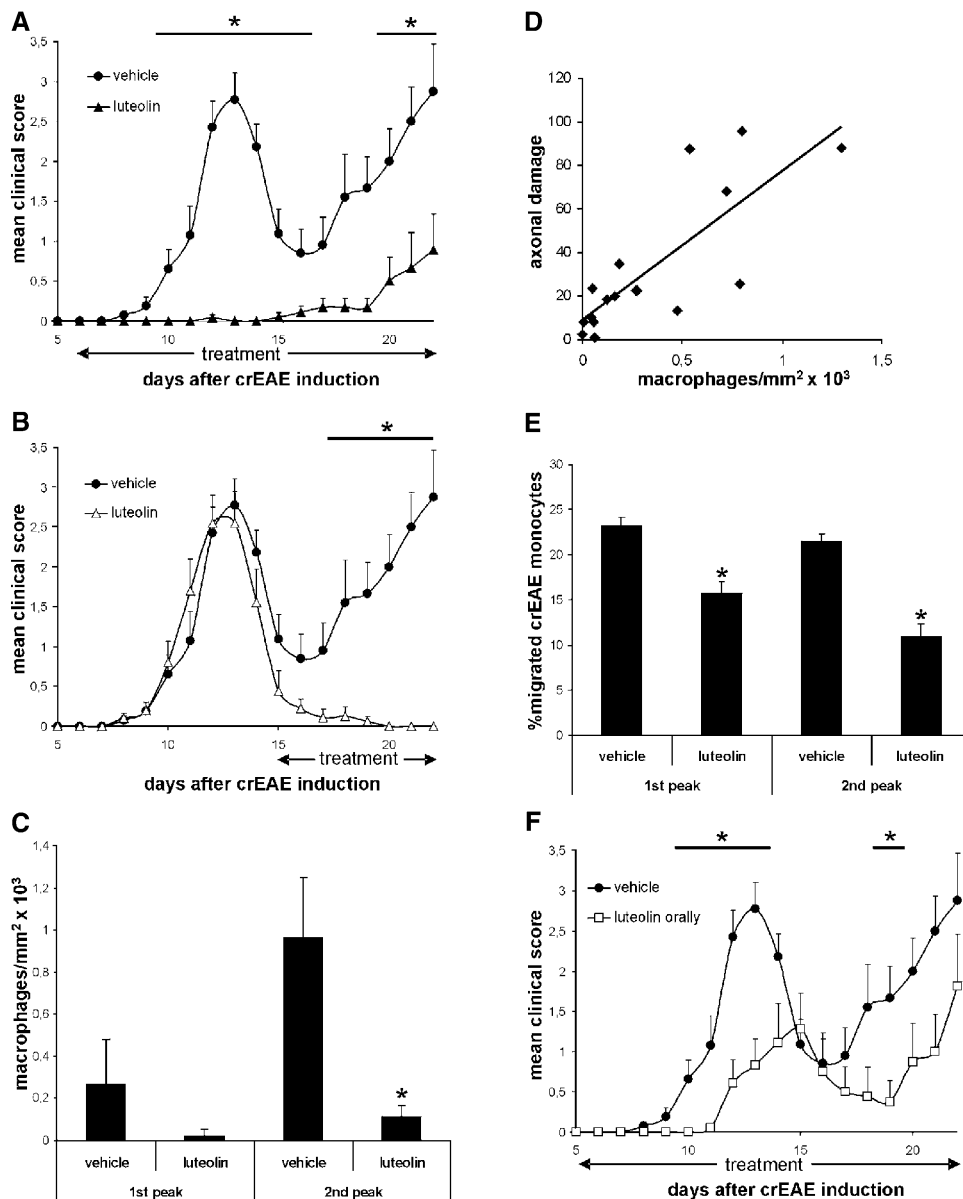 A
*
*
3,5
3
2,5
2
1,5
1
0,5
0
vehicle
luteolin
mean clinical score
5
10
15
20
treatment
days after crEAE induction
D
120
100
80
60
40
20
0
axonal damage
0
0,5
1
1,5
macrophages/mm² x 10³
B
*
3,5
3
2,5
2
1,5
1
0,5
0
vehicle
luteolin
mean clinical score
5
10
15
20
treatment
days after crEAE induction
E
30
25
20
15
10
5
0
%migrated crEAE monocytes
*
*
vehicle
luteolin
vehicle
luteolin
1st peak
2nd peak
C
1,4
1,2
1
0,8
0,6
0,4
0,2
0
macrophages/mm² x 10³
*
vehicle
luteolin
vehicle
luteolin
1st peak
2nd peak
F
*
*
3,5
3
2,5
2
1,5
1
0,5
0
vehicle
luteolin orally
mean clinical score
5
10
15
20
treatment
days after crEAE induction